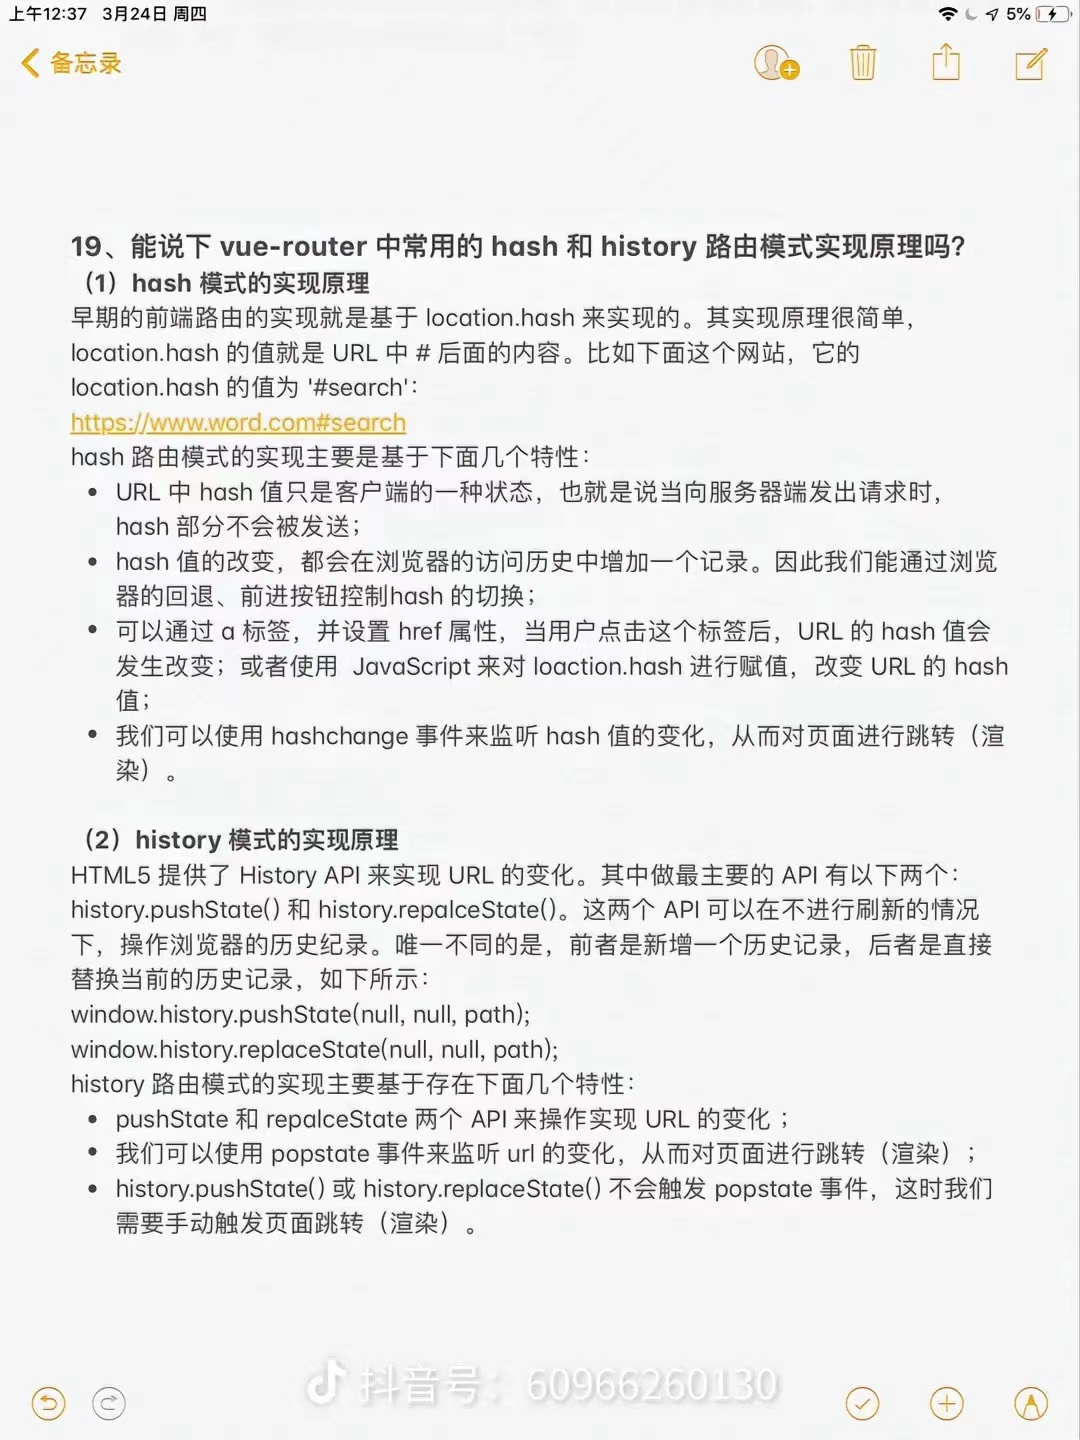 上午12:37 3月24日 周四
5%
备忘录
19、能说下 vue-router 中常用的 hash 和 history 路由模式实现原理吗？
（1）hash 模式的实现原理
早期的前端路由的实现就是基于 location.hash 来实现的。其实现原理很简单，
location.hash 的值就是 URL 中 # 后面的内容。比如下面这个网站，它的
location.hash 的值为 '#search'：
https://www.word.com#search
hash 路由模式的实现主要是基于下面几个特性：
• URL 中 hash 值只是客户端的一种状态，也就是说当向服务器端发出请求时，
hash 部分不会被发送；
• hash 值的改变，都会在浏览器的访问历史中增加一个记录。因此我们能通过浏览
器的回退、前进按钮控制hash 的切换；
• 可以通过 a 标签，并设置 href 属性，当用户点击这个标签后，URL 的 hash 值会
发生改变；或者使用 JavaScript 来对 loaction.hash 进行赋值，改变 URL 的 hash
值；
• 我们可以使用 hashchange 事件来监听 hash 值的变化，从而对页面进行跳转（渲
染）。
（2）history 模式的实现原理
HTML5 提供了 History API 来实现 URL 的变化。其中做最主要的 API 有以下两个：
history.pushState() 和 history.repalceState()。这两个 API 可以在不进行刷新的情况
下，操作浏览器的历史纪录。唯一不同的是，前者是新增一个历史记录，后者是直接
替换当前的历史记录，如下所示：
window.history.pushState(null, null, path);
window.history.replaceState(null, null, path);
history 路由模式的实现主要基于存在下面几个特性：
• pushState 和 repalceState 两个 API 来操作实现 URL 的变化 ；
• 我们可以使用 popstate 事件来监听 url 的变化，从而对页面进行跳转（渲染）；
• history.pushState() 或 history.replaceState() 不会触发 popstate 事件，这时我们
需要手动触发页面跳转（渲染）。
抖音号：60966260130